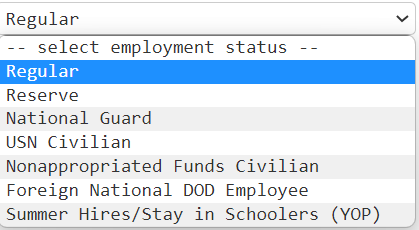 Regular
-- select employment status --
Regular
Reserve
National Guard
USN Civilian
Nonappropriated Funds Civilian
Foreign National DOD Employee
Summer Hires/Stay in Schoolers (YOP)